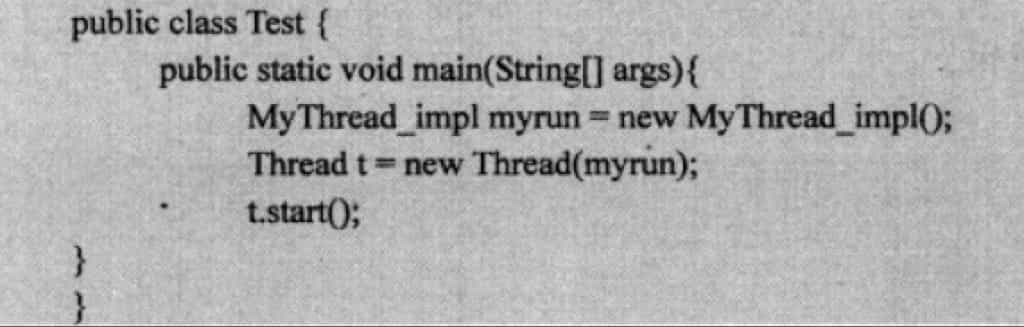 public class Test {
public static void main(String[] args){
MyThread_impl myrun = new MyThread_impl();
Thread t = new Thread(myrun);
t.start();
}
}